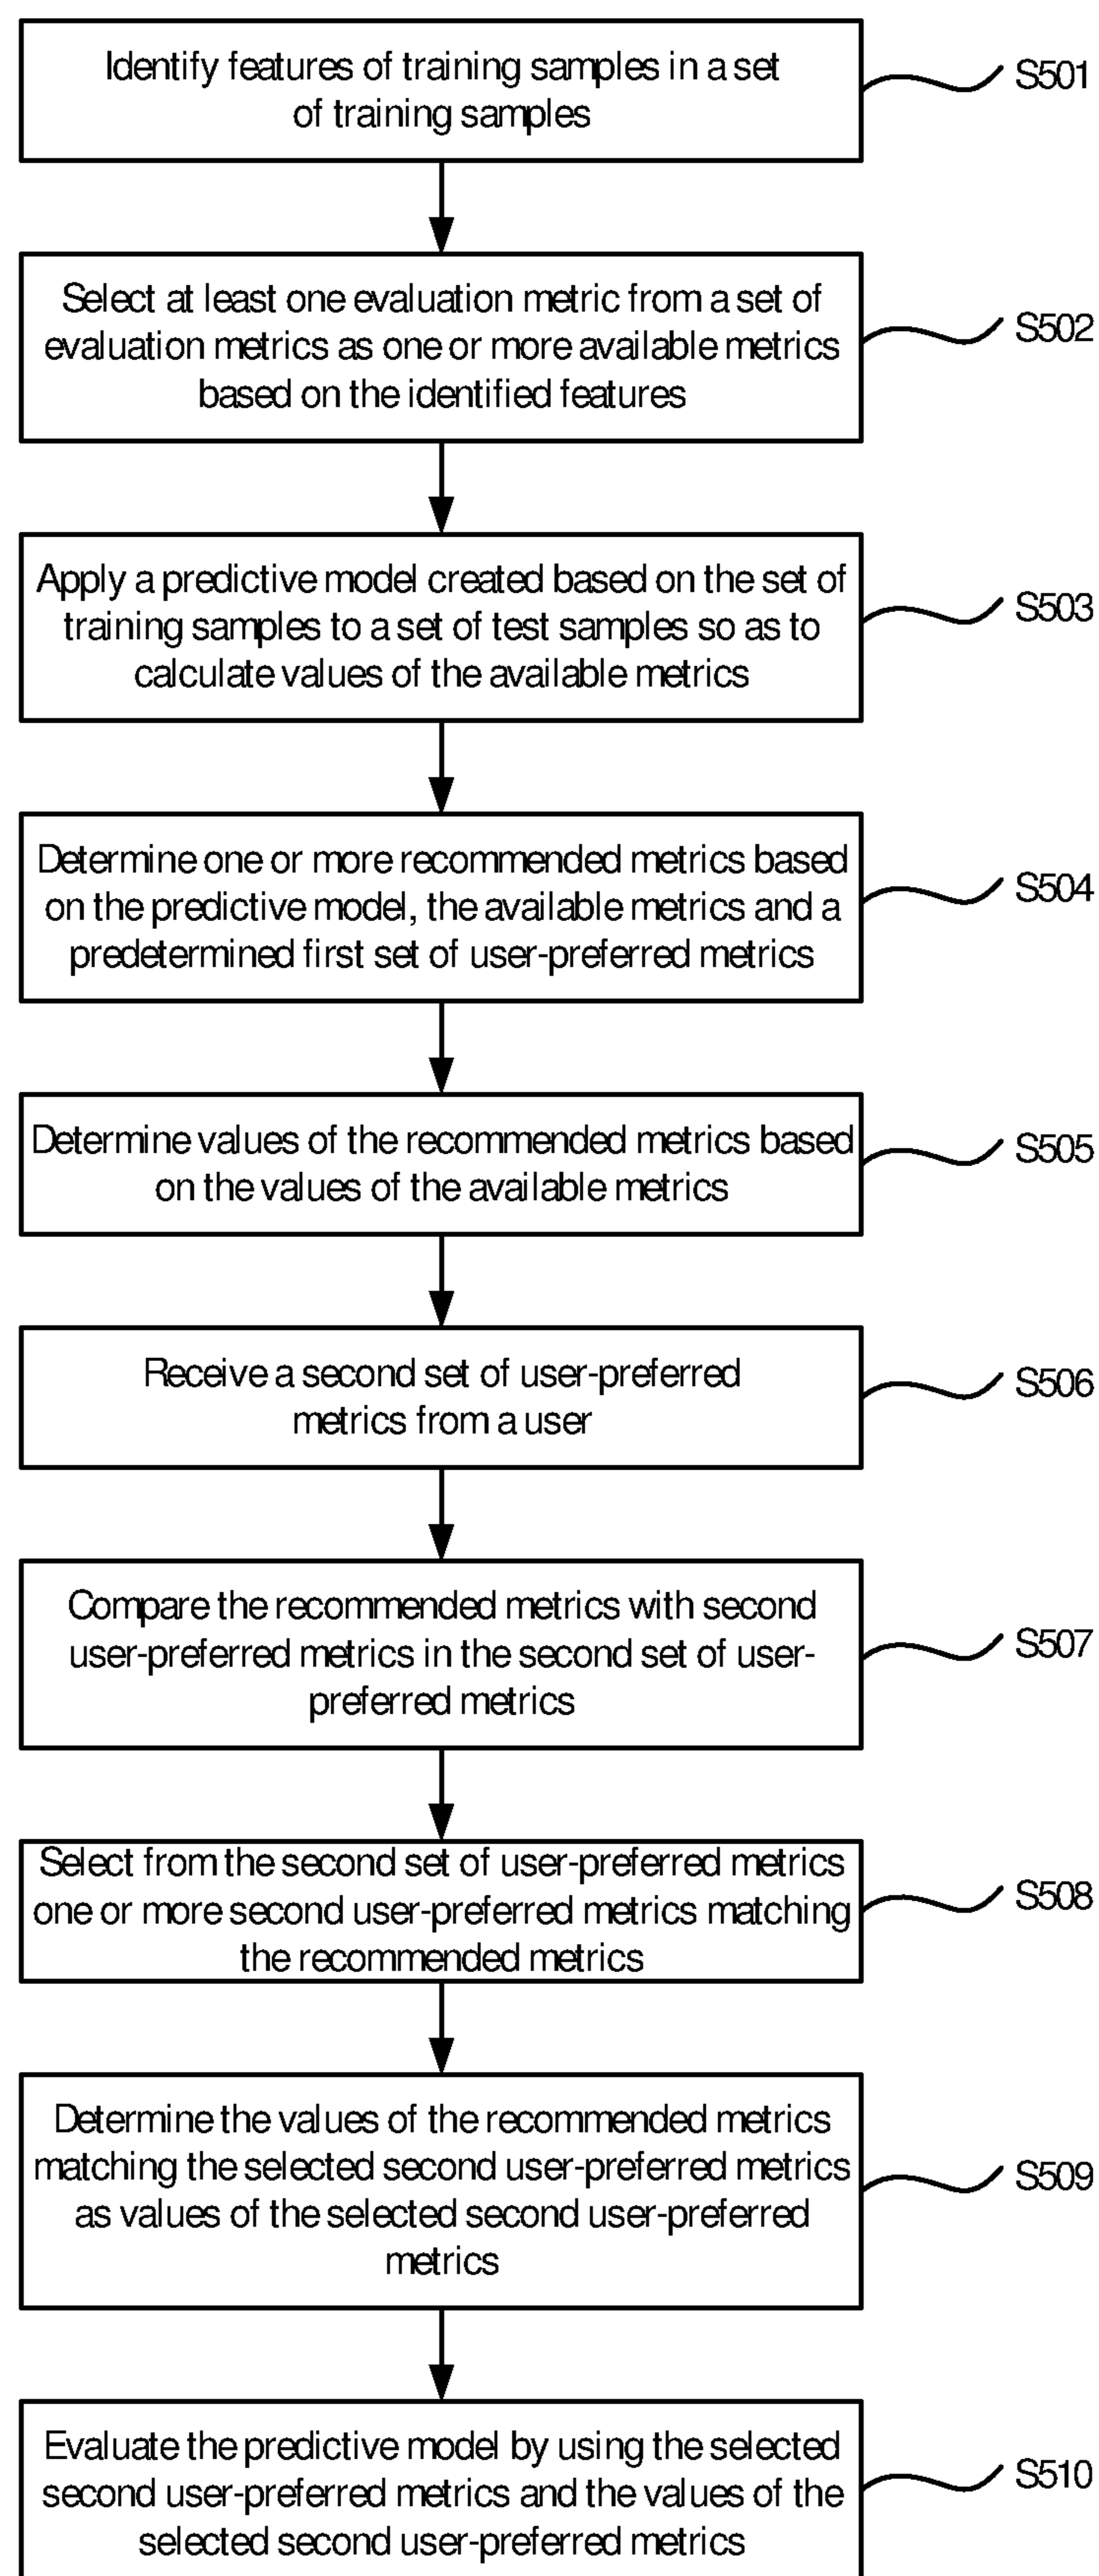 Identify features of training samples in a set
of training samples
S501
Select at least one evaluation metric from a set of
evaluation metrics as one or more available metrics
based on the identified features
S502
Apply a predictive model created based on the set of
training samples to a set of test samples so as to
calculate values of the available metrics
S503
Determine one or more recommended metrics based
on the predictive model, the available metrics and a
predetermined first set of user-preferred metrics
S504
Determine values of the recommended metrics based
on the values of the available metrics
S505
Receive a second set of user-preferred
metrics from a user
S506
Compare the recommended metrics with second
user-preferred metrics in the second set of user-
preferred metrics
S507
Select from the second set of user-preferred metrics
one or more second user-preferred metrics matching
the recommended metrics
S508
Determine the values of the recommended metrics
matching the selected second user-preferred metrics
as values of the selected second user-preferred
metrics
S509
Evaluate the predictive model by using the selected
second user-preferred metrics and the values of the
selected second user-preferred metrics
S510